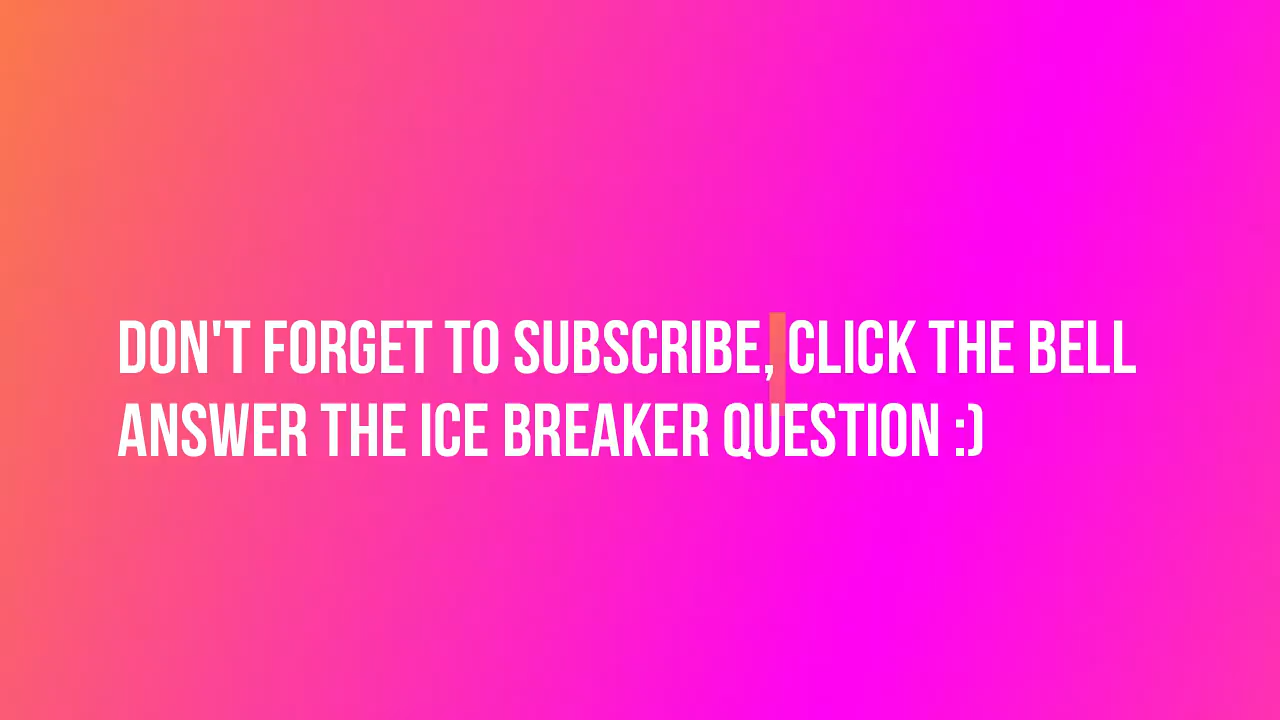 DON'T FORGET TO SUBSCRIBE, CLICK THE BELL
ANSWER THE ICE BREAKER QUESTION :)